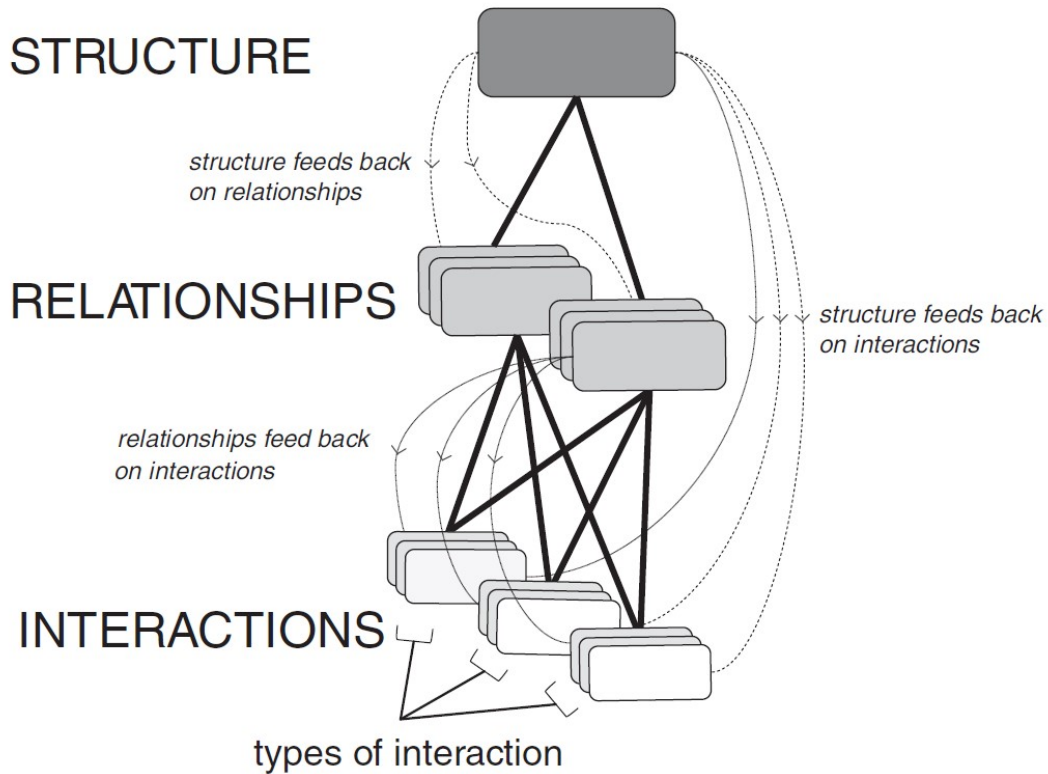 STRUCTURE
structure feeds back
on relationships
RELATIONSHIPS
structure feeds back
on interactions
relationships feed back
on interactions
INTERACTIONS
types of interaction